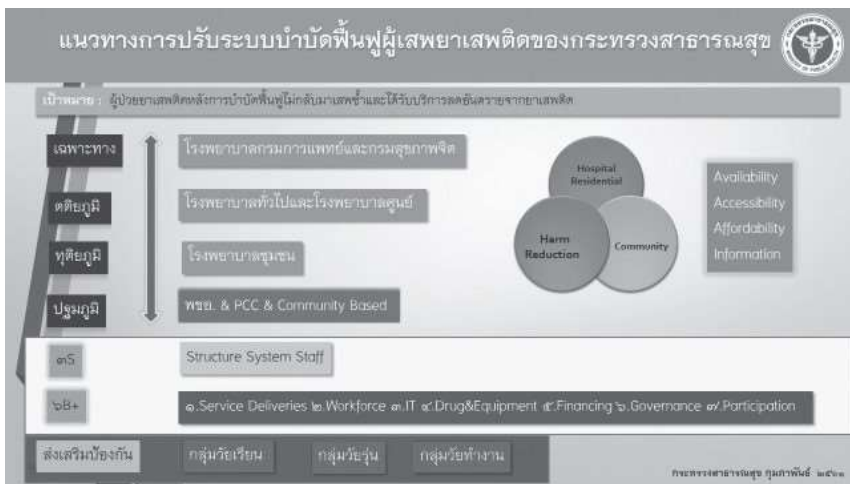 แนวทางการปรับระบบบำบัดฟื้นฟูผู้เสพยาเสพติดของกระทรวงสาธารณสุข
เป้าหมาย : ผู้ป่วยยาเสพติดหลังการบำบัดฟื้นฟูไม่กลับมาเสพซ้ำและได้รับบริการลดอันตรายจากยาเสพติด
เฉพาะทาง
โรงพยาบาลกรมการแพทย์และกรมสุขภาพจิต
ตติยภูมิ
โรงพยาบาลทั่วไปและโรงพยาบาลศูนย์
ทุติยภูมิ
โรงพยาบาลชุมชน
ปฐมภูมิ
พชอ. & PCC & Community Based
Hospital
Residential
Harm
Reduction
Community
Availability
Accessibility
Affordability
Information
๓S
Structure System Staff
๖B+
๑.Service Deliveries ๒.Workforce ๓.IT ๔.Drug&Equipment ๕.Financing ๖.Governance ๗.Participation
ส่งเสริมป้องกัน
กลุ่มวัยเรียน
กลุ่มวัยรุ่น
กลุ่มวัยทำงาน
กระทรวงสาธารณสุข กุมภาพันธ์ ๒๕๖๑